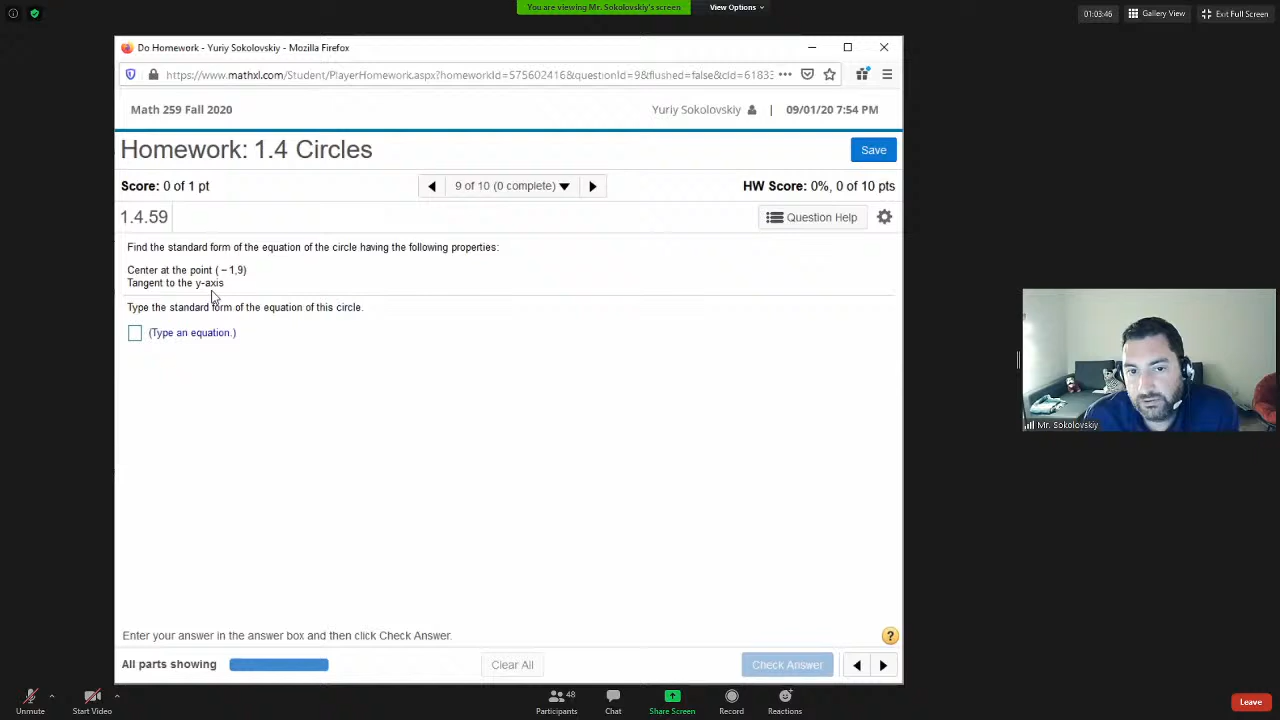 You are viewing Mr. Sokolovskiy's screen
View Options
01:03:46
Gallery View
Exit Full Screen
Do Homework - Yuriy Sokolovskiy - Mozilla Firefox
https://www.mathxl.com/Student/PlayerHomework.aspx?homeworkId=575602416&questionId=9&flushed=false&cId=6183
Math 259 Fall 2020
Yuriy Sokolovskiy | 09/01/20 7:54 PM
Homework: 1.4 Circles
Save
Score: 0 of 1 pt
9 of 10 (0 complete)
HW Score: 0%, 0 of 10 pts
1.4.59
Question Help
Find the standard form of the equation of the circle having the following properties:
Center at the point ( − 1,9)
Tangent to the y-axis
Type the standard form of the equation of this circle.
(Type an equation.)
Mr. Sokolovskiy
Enter your answer in the answer box and then click Check Answer.
?
All parts showing
Clear All
Check Answer
48
Unmute
Start Video
Participants
Chat
Share Screen
Record
Reactions
Leave